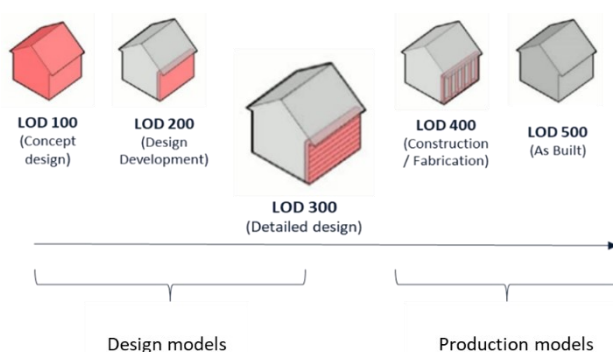 LOD 100
(Concept
design)
LOD 200
(Design
Development)
LOD 300
(Detailed design)
LOD 400
(Construction
/ Fabrication)
LOD 500
(As Built)
Design models
Production models